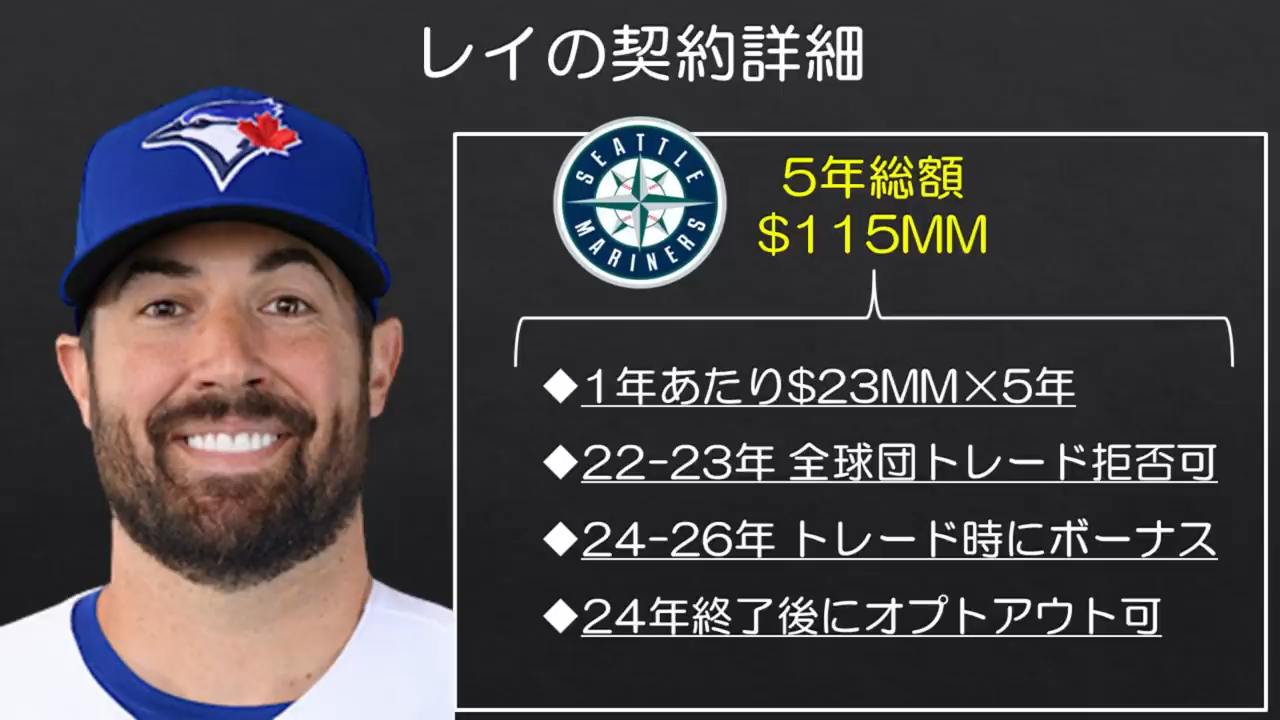 レイの契約詳細
SEATTLE
MARINERS
5年総額
$115MM
◆1年あたり$23MM×5年
◆22-23年 全球団トレード拒否可
◆24-26年 トレード時にボーナス
◆24年終了後にオプトアウト可